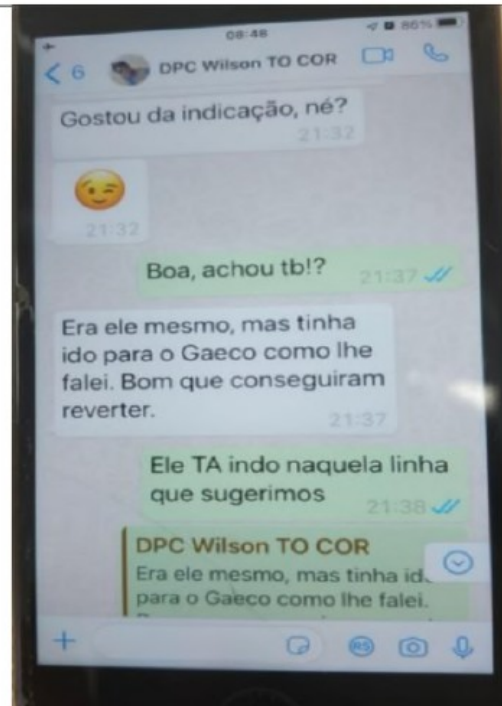 08:48
86%
6
DPC Wilson TO COR
Gostou da indicação, né?
21:32
21:32
Boa, achou tb!?
21:37
Era ele mesmo, mas tinha
ido para o Gaeco como lhe
falei. Bom que conseguiram
reverter.
21:37
Ele TA indo naquela linha
que sugerimos
21:38
DPC Wilson TO COR
Era ele mesmo, mas tinha id..
para o Gaeco como lhe falei.
RS